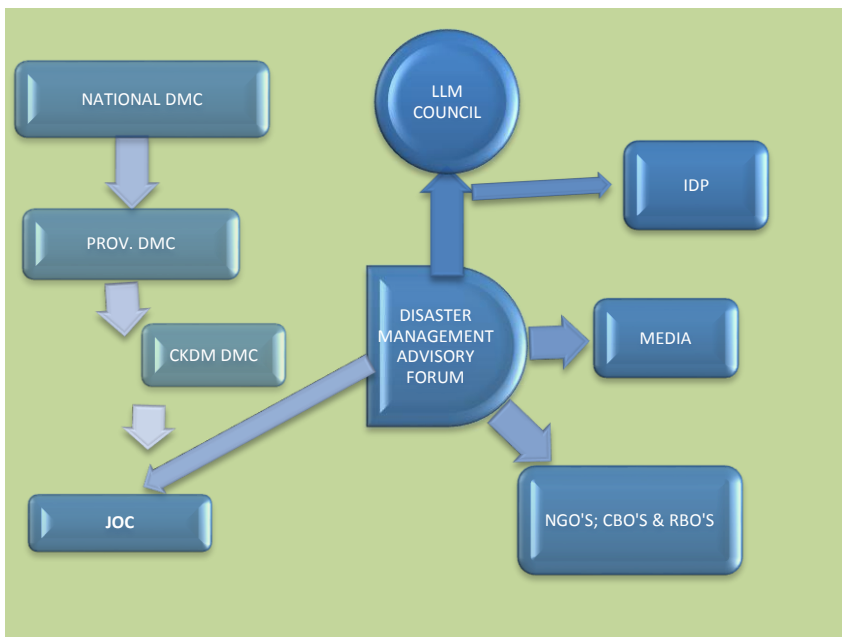 NATIONAL DMC
PROV. DMC
CKDM DMC
JOC
LLM
COUNCIL
DISASTER
MANAGEMENT
ADVISORY
FORUM
IDP
MEDIA
NGO'S; CBO'S & RBO'S